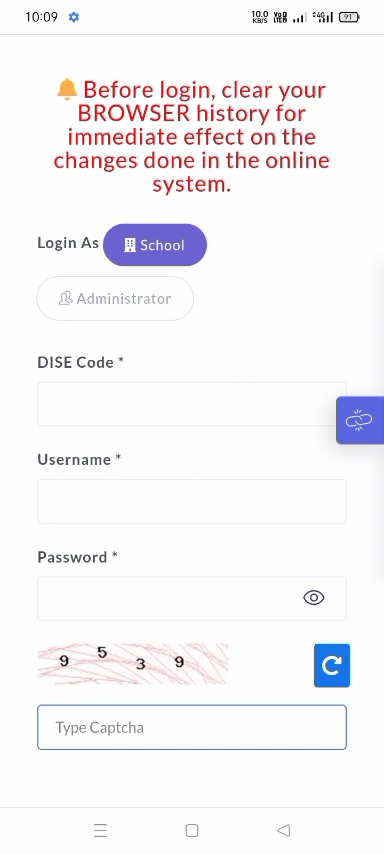 10:09
10.0 KB/S
4G
91
Before login, clear your
BROWSER history for
immediate effect on the
changes done in the online
system.
Login As School
Administrator
DISE Code *
Username *
Password *
9 5 3 9
Type Captcha